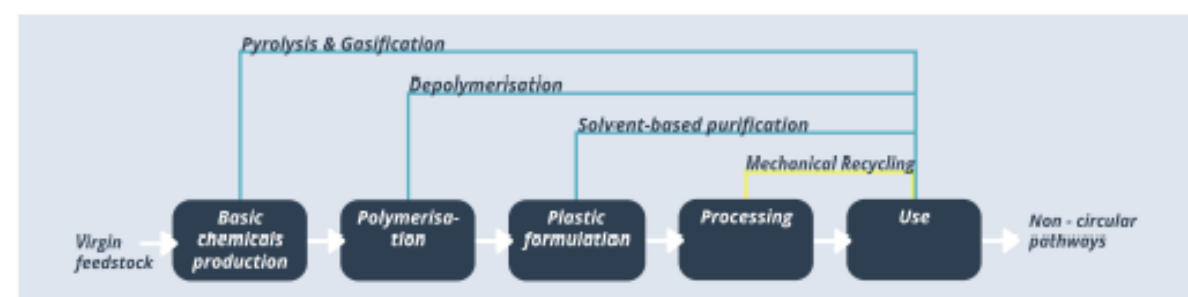 Pyrolysis & Gasification
Depolymerisation
Solvent-based purification
Mechanical Recycling
Virgin
feedstock
Basic
chemicals
production
Polymerisa-
tion
Plastic
formulation
Processing
Use
Non - circular
pathways